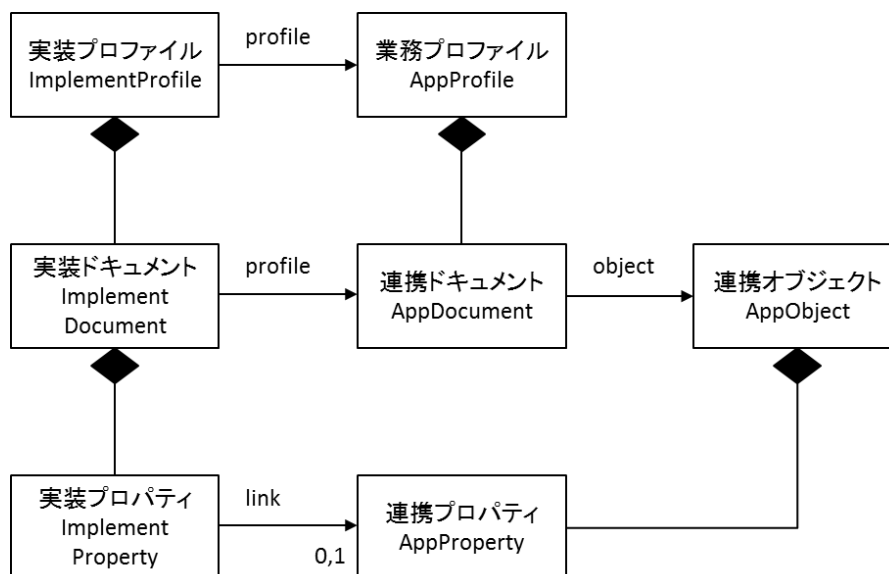 実装プロファイル
ImplementProfile
profile
業務プロファイル
AppProfile
実装ドキュメント
Implement
Document
profile
連携ドキュメント
AppDocument
object
連携オブジェクト
AppObject
実装プロパティ
Implement
Property
link
0,1
連携プロパティ
AppProperty